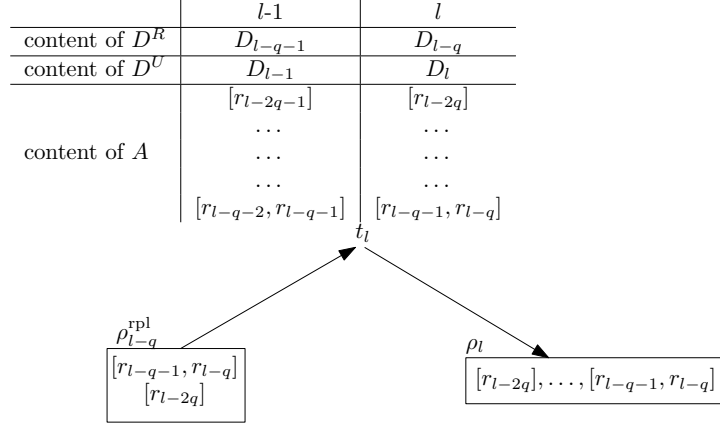 l-1 l
content of D^R D_{l−q−1} D_{l−q}
content of D^U D_{l−1} D_l
[r_{l−2q−1}] [r_{l−2q}]
... ...
content of A ... ...
... ...
[r_{l−q−2}, r_{l−q−1}] [r_{l−q−1}, r_{l−q}]
t_l
ρ^{rpl}_{l−q} ρ_l
[r_{l−q−1}, r_{l−q}] [r_{l−2q}],...,[r_{l−q−1}, r_{l−q}]
[r_{l−2q}]